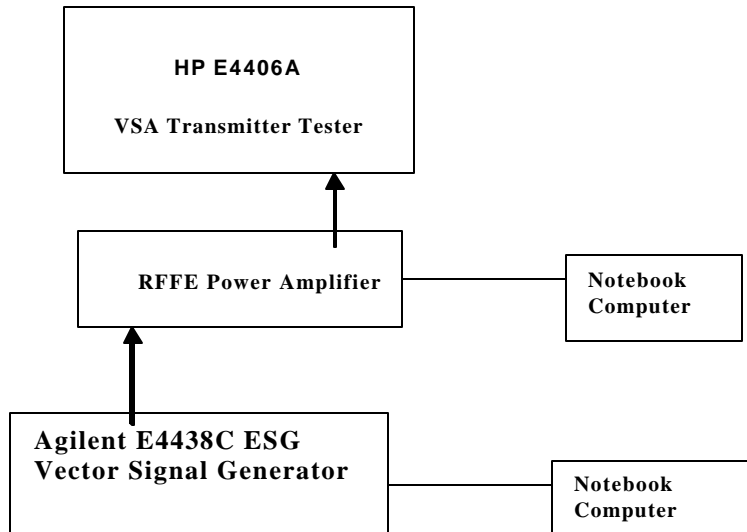 HP E4406A
VSA Transmitter Tester
RFFE Power Amplifier
Notebook
Computer
Agilent E4438C ESG
Vector Signal Generator
Notebook
Computer